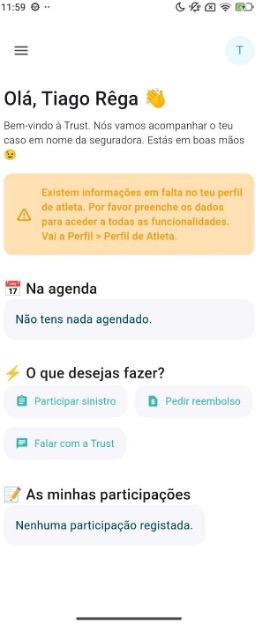 11:59
T
Olá, Tiago Rêga 👋
Bem-vindo à Trust. Nós vamos acompanhar o teu
caso em nome da seguradora. Estás em boas mãos
😉
Existem informações em falta no teu perfil
de atleta. Por favor preenche os dados
para aceder a todas as funcionalidades.
Vai a Perfil > Perfil de Atleta.
📅 Na agenda
Não tens nada agendado.
⚡ O que desejas fazer?
Participar sinistro
Pedir reembolso
Falar com a Trust
📝 As minhas participações
Nenhuma participação registada.